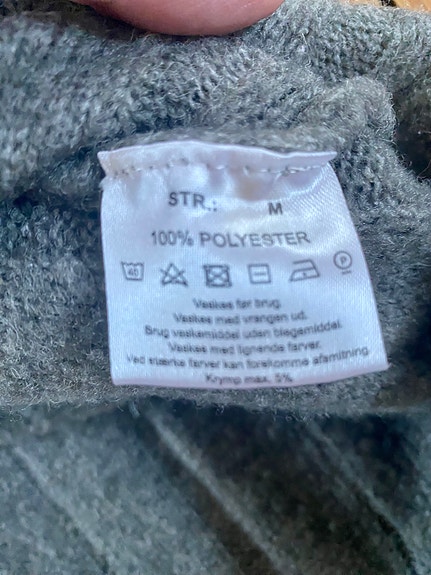 STR.: M
100% POLYESTER
40 P
Vaskes før brug.
Vaskes med vrangen ud.
Brug vaskemiddel uden blegemiddel.
Vaskes med lignende farver.
Ved stærke farver kan forekomme afsmitning.
Krymp max. 5%